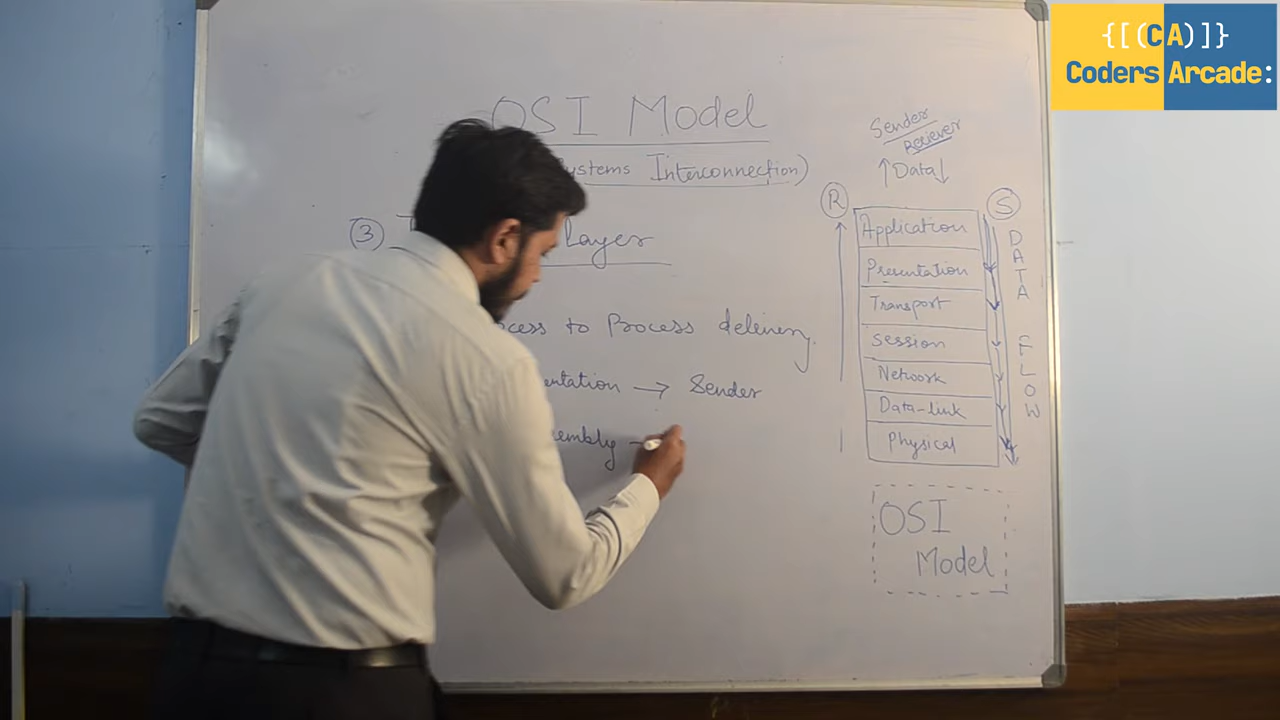 {[(CA)]}
Coders Arcade:
OSI Model
Systems Interconnection)
3
Layer
to Process delivery.
→ Sender
Sender
Reciever
↑Data↓
R
S
Application
Presentation
Transport
Session
Network
Data-link
Physical
DATA FLOW
OSI
Model